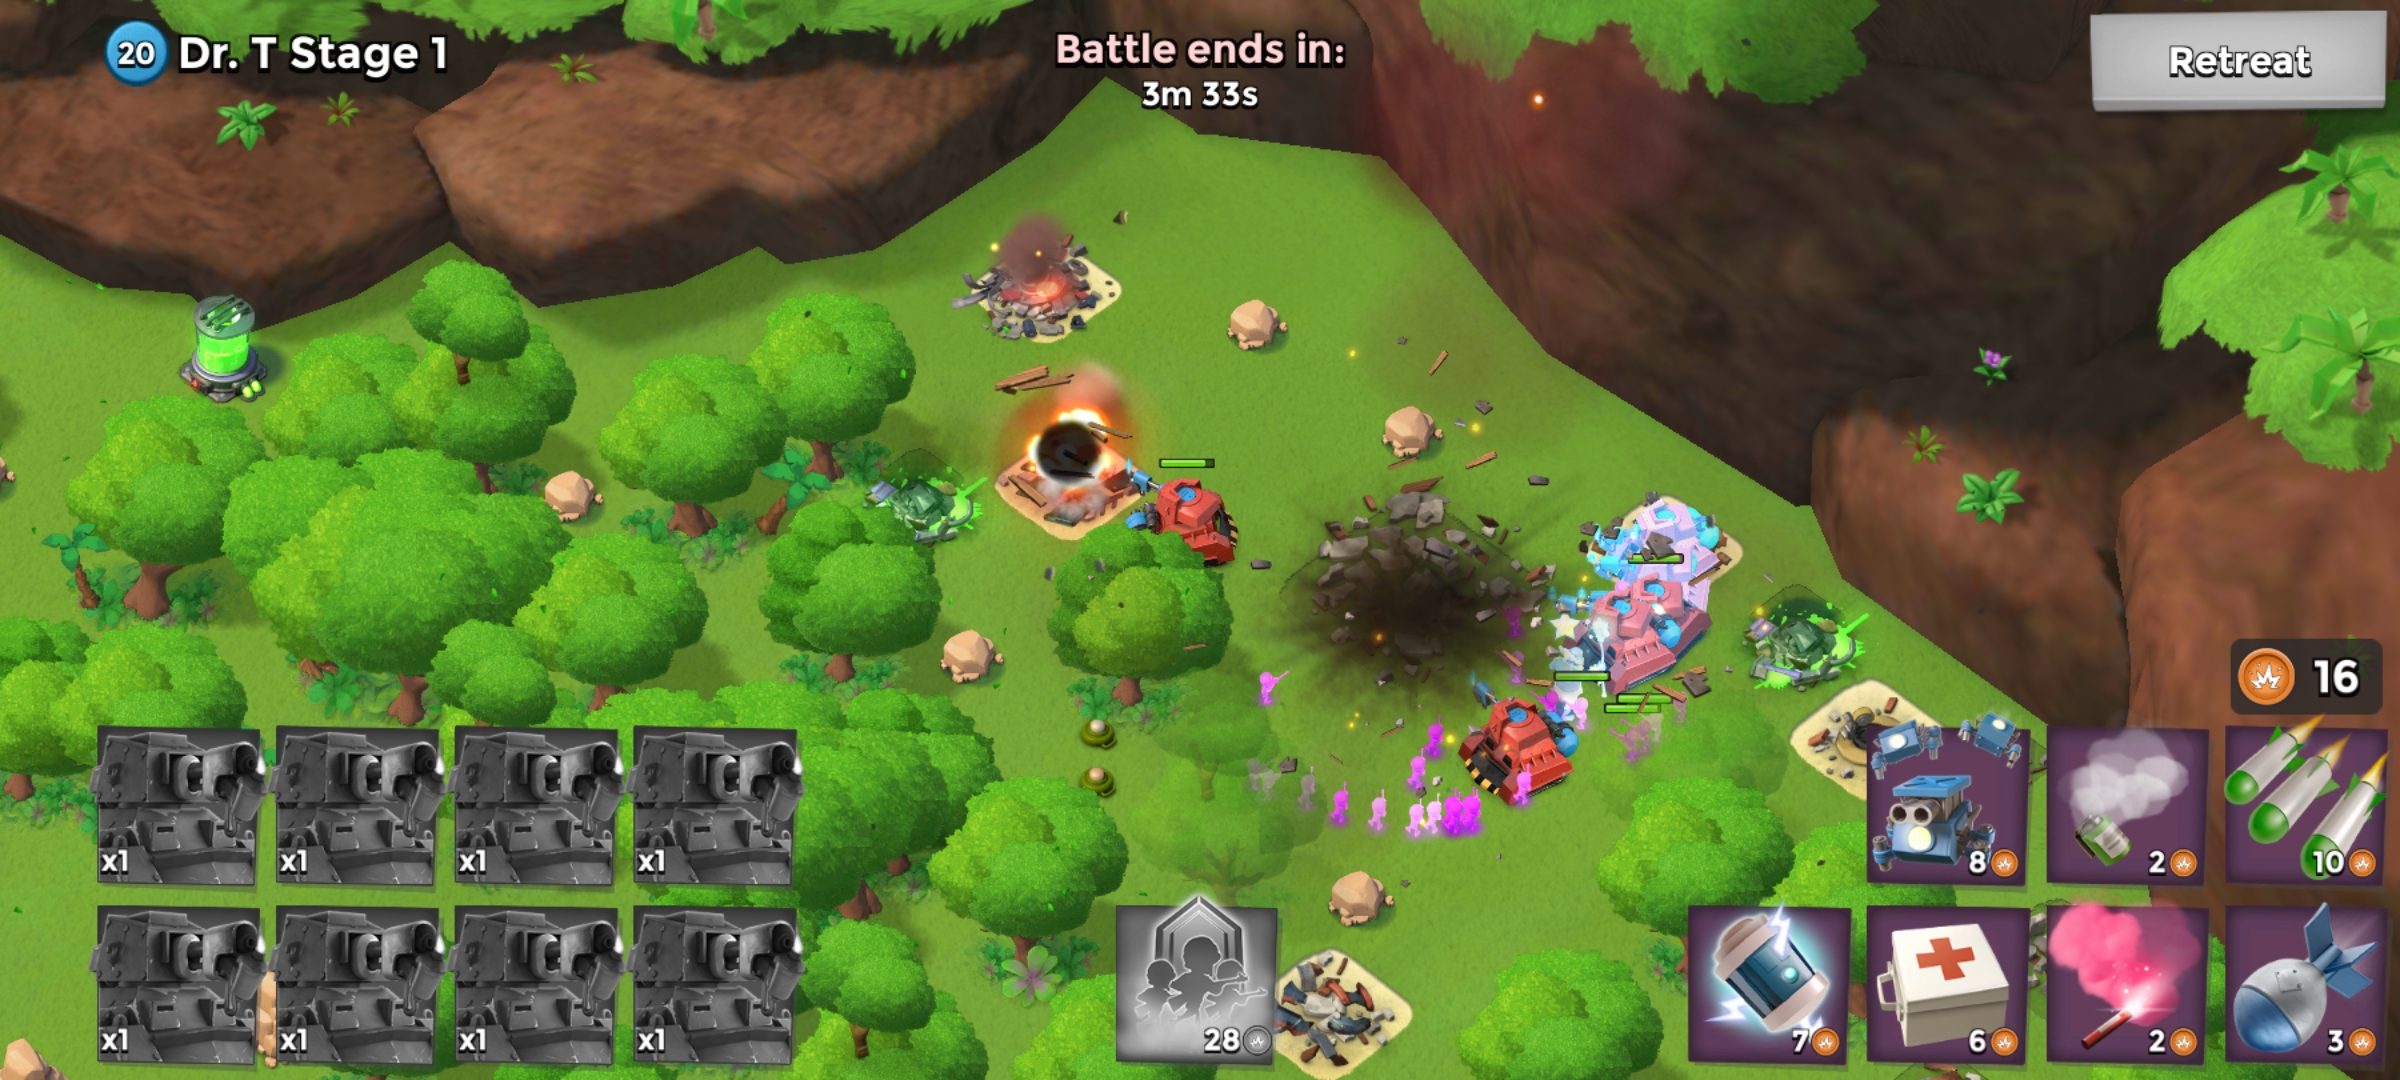 20 Dr. T Stage 1
Battle ends in:
3m 33s
Retreat
16
x1 x1 x1 x1
8 2 10
x1 x1 x1 x1
28 7 6 2 3